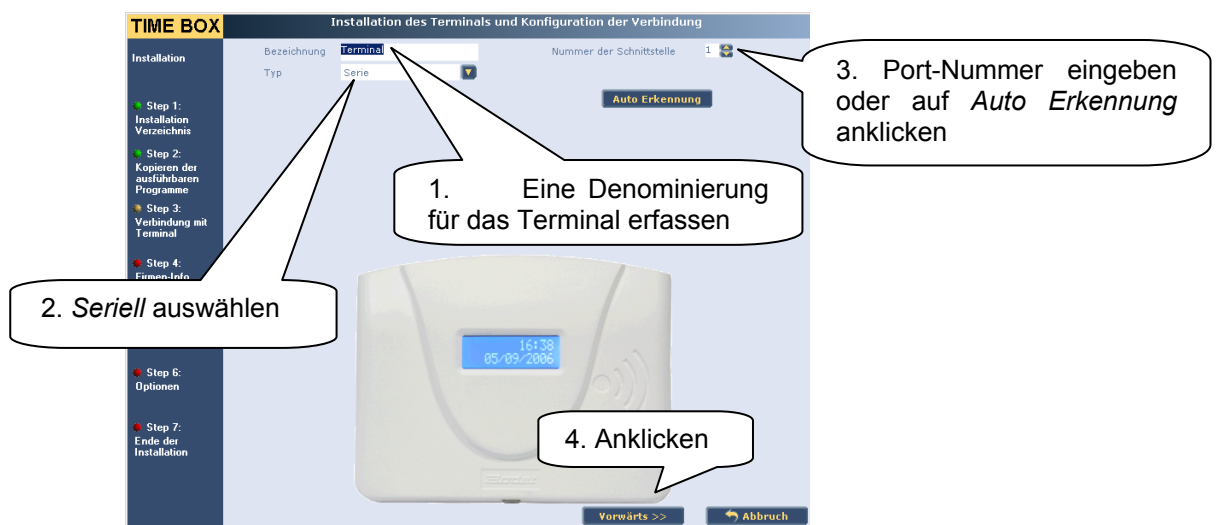 TIME BOX
Installation des Terminals und Konfiguration der Verbindung
Installation
Bezeichnung Terminal
Nummer der Schnittstelle 1
Typ Serie
Auto Erkennung
3. Port-Nummer eingeben
oder auf Auto Erkennung
anklicken
Step 1:
Installation
Verzeichnis
Step 2:
Kopieren der
ausführbaren
Programme
Step 3:
Verbindung mit
Terminal
Step 4:
Firmen-Info
1. Eine Denominierung
für das Terminal erfassen
2. Seriell auswählen
16:38
05/09/2006
Step 6:
Optionen
Step 7:
Ende der
Installation
4. Anklicken
Vorwärts >>
Abbruch